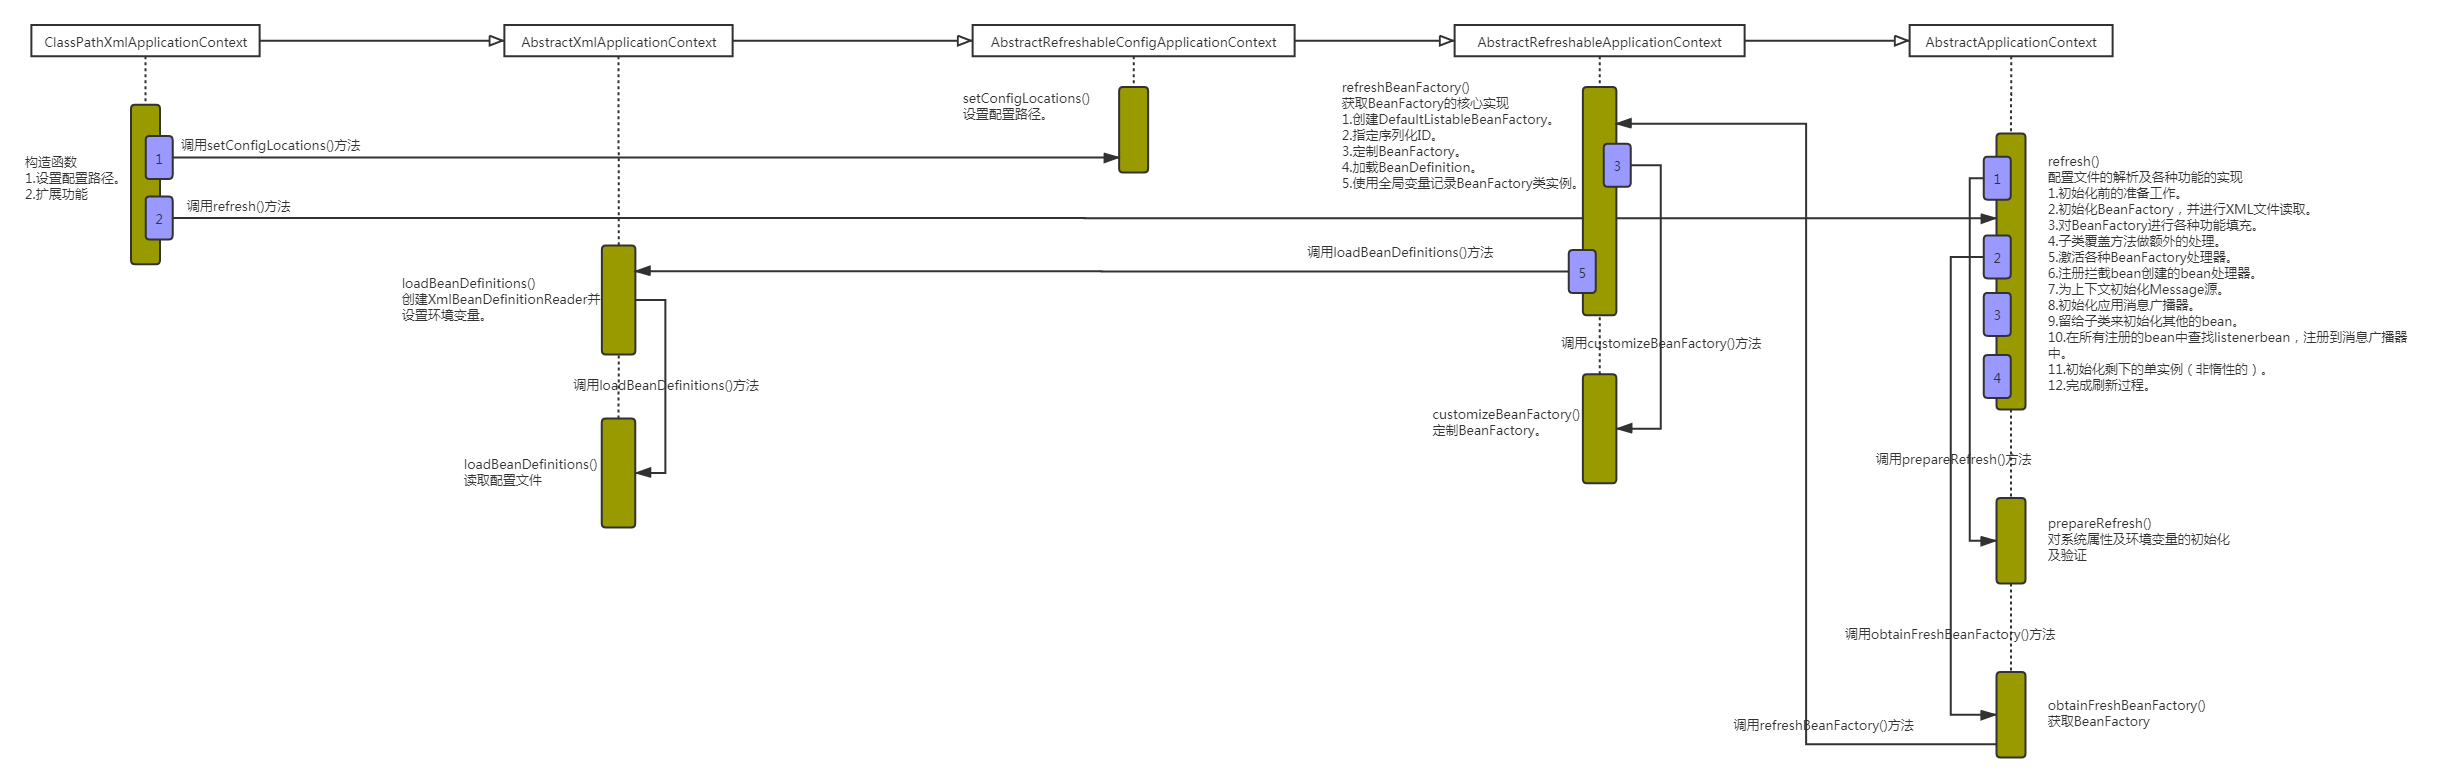 ClassPathXmlApplicationContext
AbstractXmlApplicationContext
AbstractRefreshableConfigApplicationContext
AbstractRefreshableApplicationContext
AbstractApplicationContext
构造函数
1.设置配置路径。
2.扩展功能
1
调用setConfigLocations()方法
2
调用refresh()方法
loadBeanDefinitions()
创建XmlBeanDefinitionReader并
设置环境变量。
调用loadBeanDefinitions()方法
loadBeanDefinitions()
读取配置文件
setConfigLocations()
设置配置路径。
refreshBeanFactory()
获取BeanFactory的核心实现
1.创建DefaultListableBeanFactory。
2.指定序列化ID。
3.定制BeanFactory。
4.加载BeanDefinition。
5.使用全局变量记录BeanFactory类实例。
3
调用loadBeanDefinitions()方法
5
调用customizeBeanFactory()方法
customizeBeanFactory()
定制BeanFactory。
1
2
3
4
refresh()
配置文件的解析及各种功能的实现
1.初始化前的准备工作。
2.初始化BeanFactory，并进行XML文件读取。
3.对BeanFactory进行各种功能填充。
4.子类覆盖方法做额外的处理。
5.激活各种BeanFactory处理器。
6.注册拦截bean创建的bean处理器。
7.为上下文初始化Message源。
8.初始化应用消息广播器。
9.留给子类来初始化其他的bean。
10.在所有注册的bean中查找listenerbean，注册到消息广播器
中。
11.初始化剩下的单实例（非惰性的）。
12.完成刷新过程。
调用prepareRefresh()方法
prepareRefresh()
对系统属性及环境变量的初始化
及验证
调用obtainFreshBeanFactory()方法
obtainFreshBeanFactory()
获取BeanFactory
调用refreshBeanFactory()方法